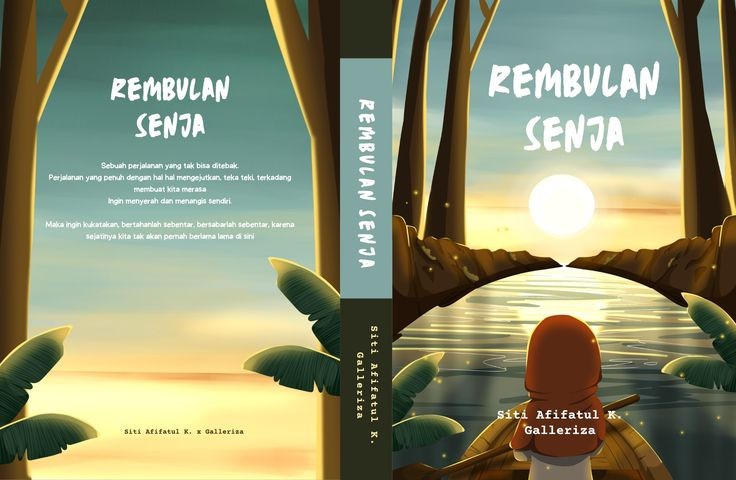 REMBULAN
SENJA
Sebuah perjalanan yang tak bisa ditebak.
Perjalanan yang penuh dengan hal hal mengejutkan, teka teki, terkadang
membuat kita merasa
Ingin menyerah dan menangis sendiri.
Maka ingin kukatakan, bertahanlah sebentar, bersabarlah sebentar, karena
sejatinya kita tak akan pernah berlama lama di sini
Siti Afifatul K. x Galleriza
REMBULAN SENJA
Siti Afifatul K.
Galleriza
REMBULAN
SENJA
Siti Afifatul K.
Galleriza